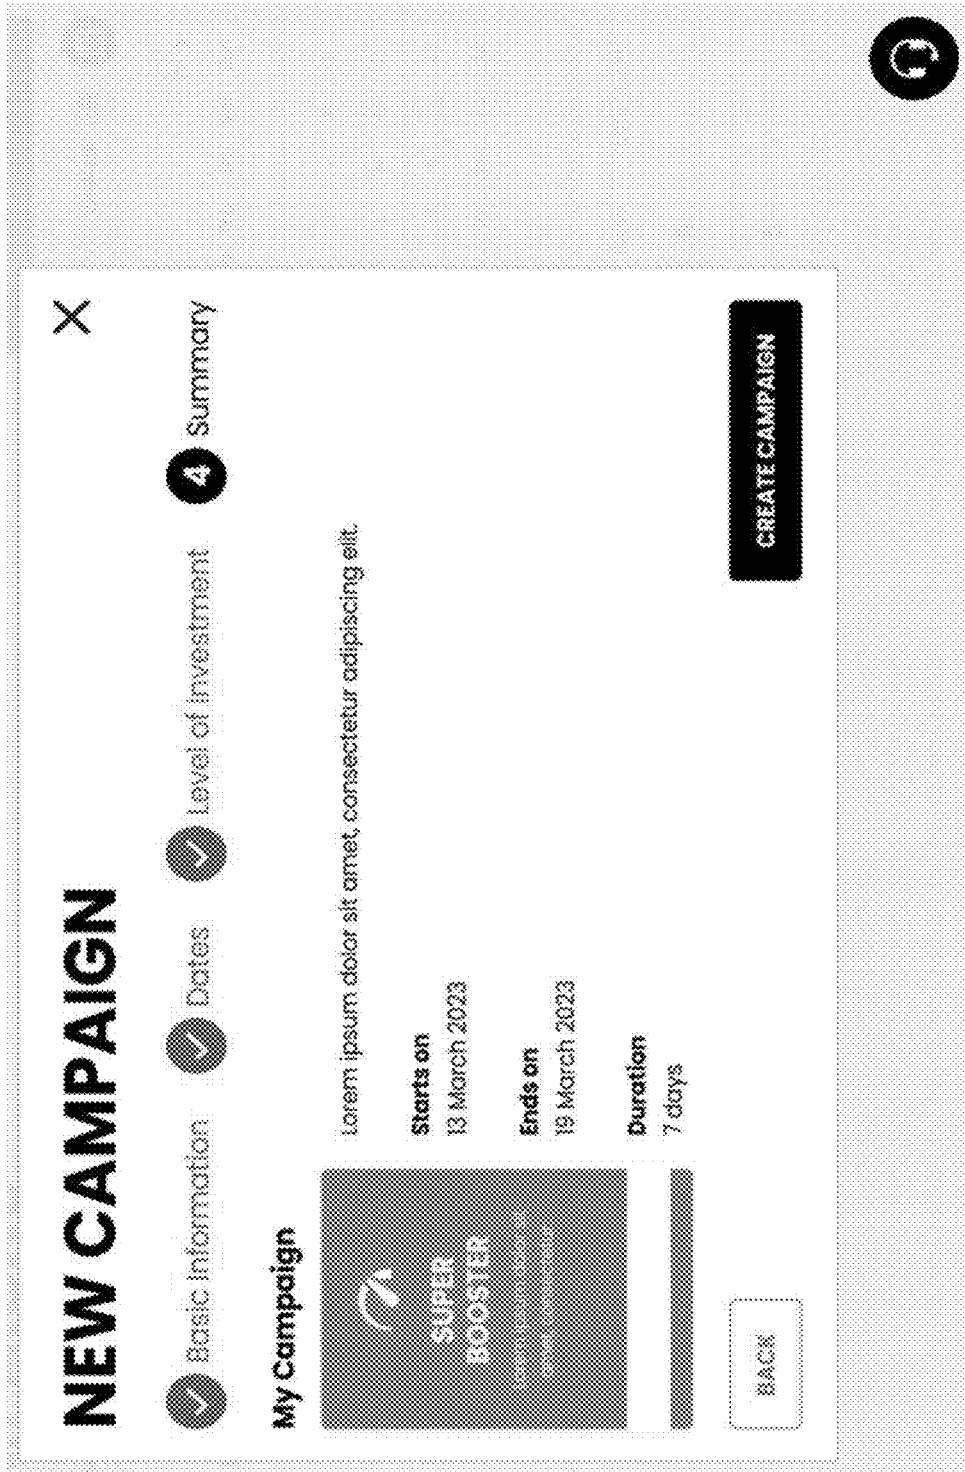 NEW CAMPAIGN
Basic Information
Dates
Level of Investment
4 Summary
My Campaign
SUPER
BOOSTER
Lorem ipsum dolor sit amet, consectetur adipiscing elit.
Starts on
13 March 2023
Ends on
19 March 2023
Duration
7 days
BACK
CREATE CAMPAIGN